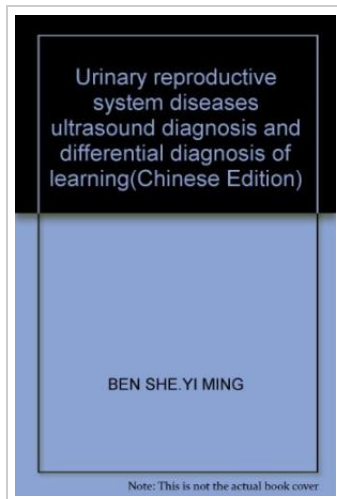 Urinary reproductive
system diseases
ultrasound diagnosis and
differential diagnosis of
learning(Chinese Edition)
BEN SHE.YI MING
Note: This is not the actual book cover